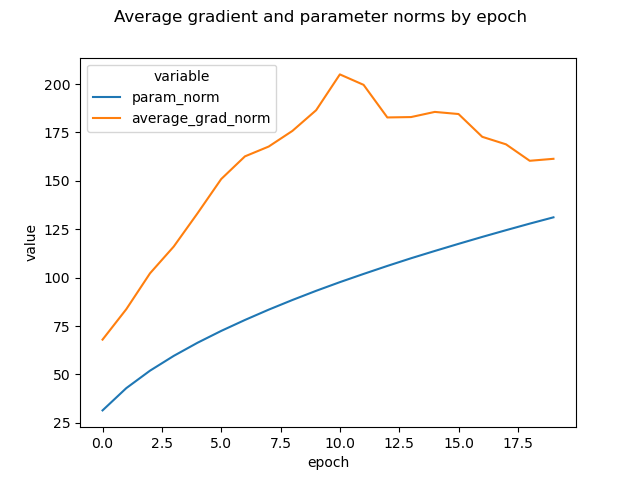 Average gradient and parameter norms by epoch
variable
param_norm
average_grad_norm
200
175
150
125
100
75
50
25
value
0.0 2.5 5.0 7.5 10.0 12.5 15.0 17.5
epoch